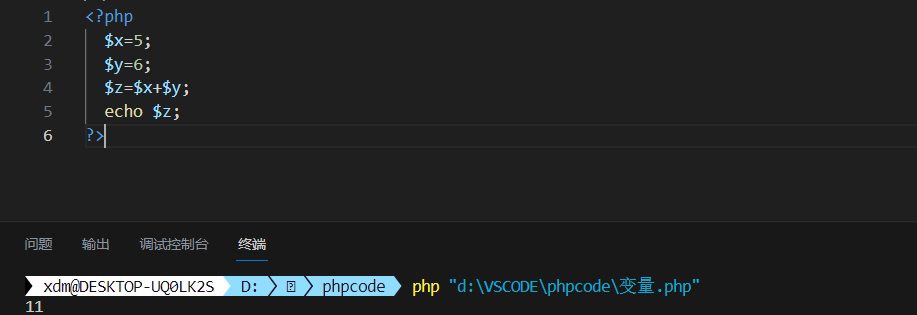 1 <?php
2 $x=5;
3 $y=6;
4 $z=$x+$y;
5 echo $z;
6 ?>
问题 输出 调试控制台 终端
xdm@DESKTOP-UQ0LK2S D: phpcode php "d:\VSCODE\phpcode\变量.php"
11